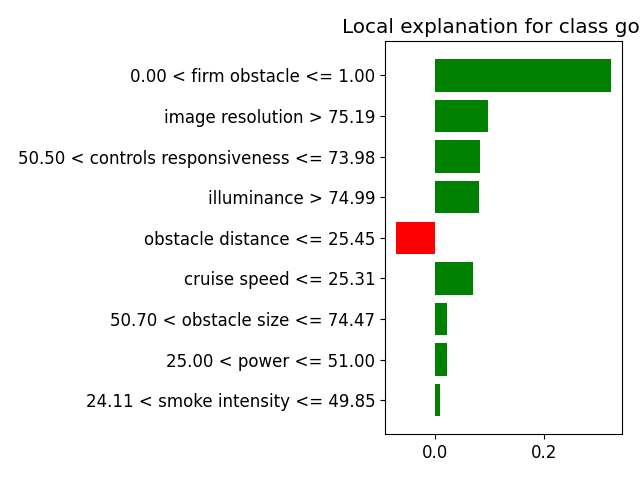 Local explanation for class go
0.00 < firm obstacle <= 1.00
image resolution > 75.19
50.50 < controls responsiveness <= 73.98
illuminance > 74.99
obstacle distance <= 25.45
cruise speed <= 25.31
50.70 < obstacle size <= 74.47
25.00 < power <= 51.00
24.11 < smoke intensity <= 49.85
0.0 0.2